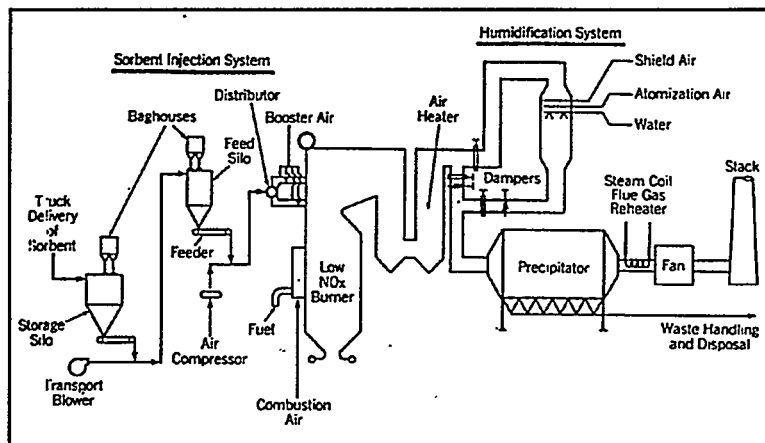 Humidification System
Sorbent Injection System
Shield Air
Distributor
Atomization Air
Booster Air
Air
Heater
Baghouses
Water
Feed
Silo
Stack
Dampers
Steam Coil
Flue Gas
Reheater
Truck
Delivery
of
Sorbent
Feeder
Precipitator
Fan
Low
NOx
Burner
Storage
Silo
Fuel
Air
Compressor
Waste Handling
and Disposal
Transport
Blower
Combustion
Air